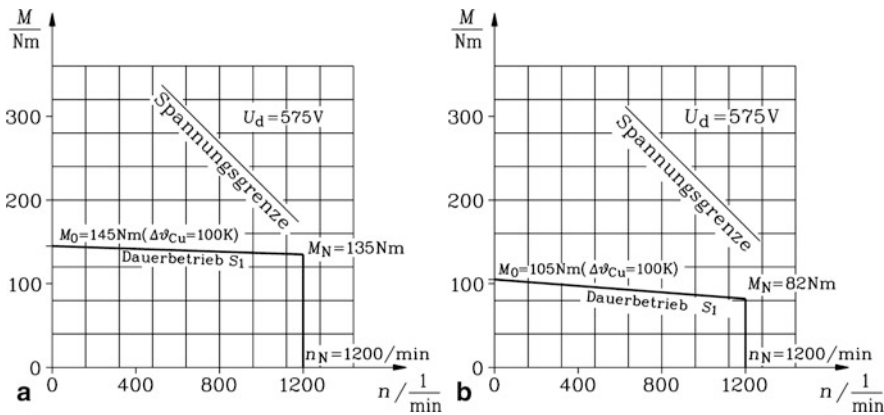 M/Nm
300
200
100
0
Spannungsgrenze
U_d=575V
M_0=145Nm(Δϑ_Cu=100K)
Dauerbetrieb S_1
M_N=135Nm
n_N=1200/min
0 400 800 1200
n/ 1/min
a
M/Nm
300
200
100
0
Spannungsgrenze
U_d=575V
M_0=105Nm(Δϑ_Cu=100K)
Dauerbetrieb S_1
M_N=82Nm
n_N=1200/min
0 400 800 1200
n/ 1/min
b